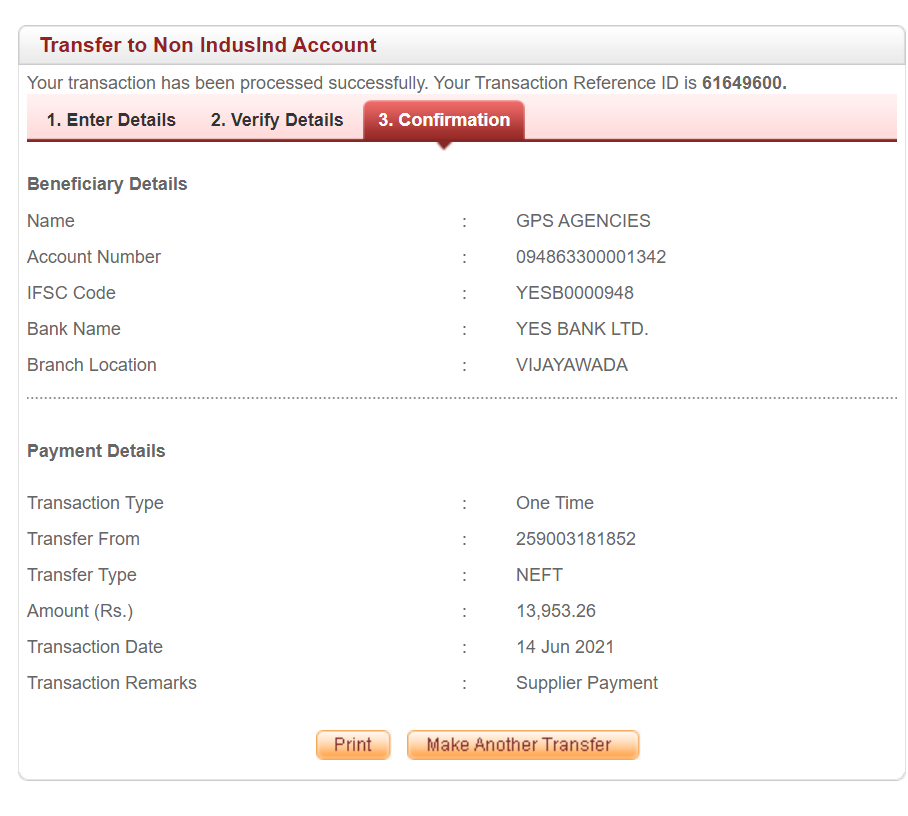 Transfer to Non IndusInd Account
Your transaction has been processed successfully. Your Transaction Reference ID is 61649600.
1. Enter Details 2. Verify Details 3. Confirmation
Beneficiary Details
Name : GPS AGENCIES
Account Number : 094863300001342
IFSC Code : YESB0000948
Bank Name : YES BANK LTD.
Branch Location : VIJAYAWADA
Payment Details
Transaction Type : One Time
Transfer From : 259003181852
Transfer Type : NEFT
Amount (Rs.) : 13,953.26
Transaction Date : 14 Jun 2021
Transaction Remarks : Supplier Payment
Print Make Another Transfer